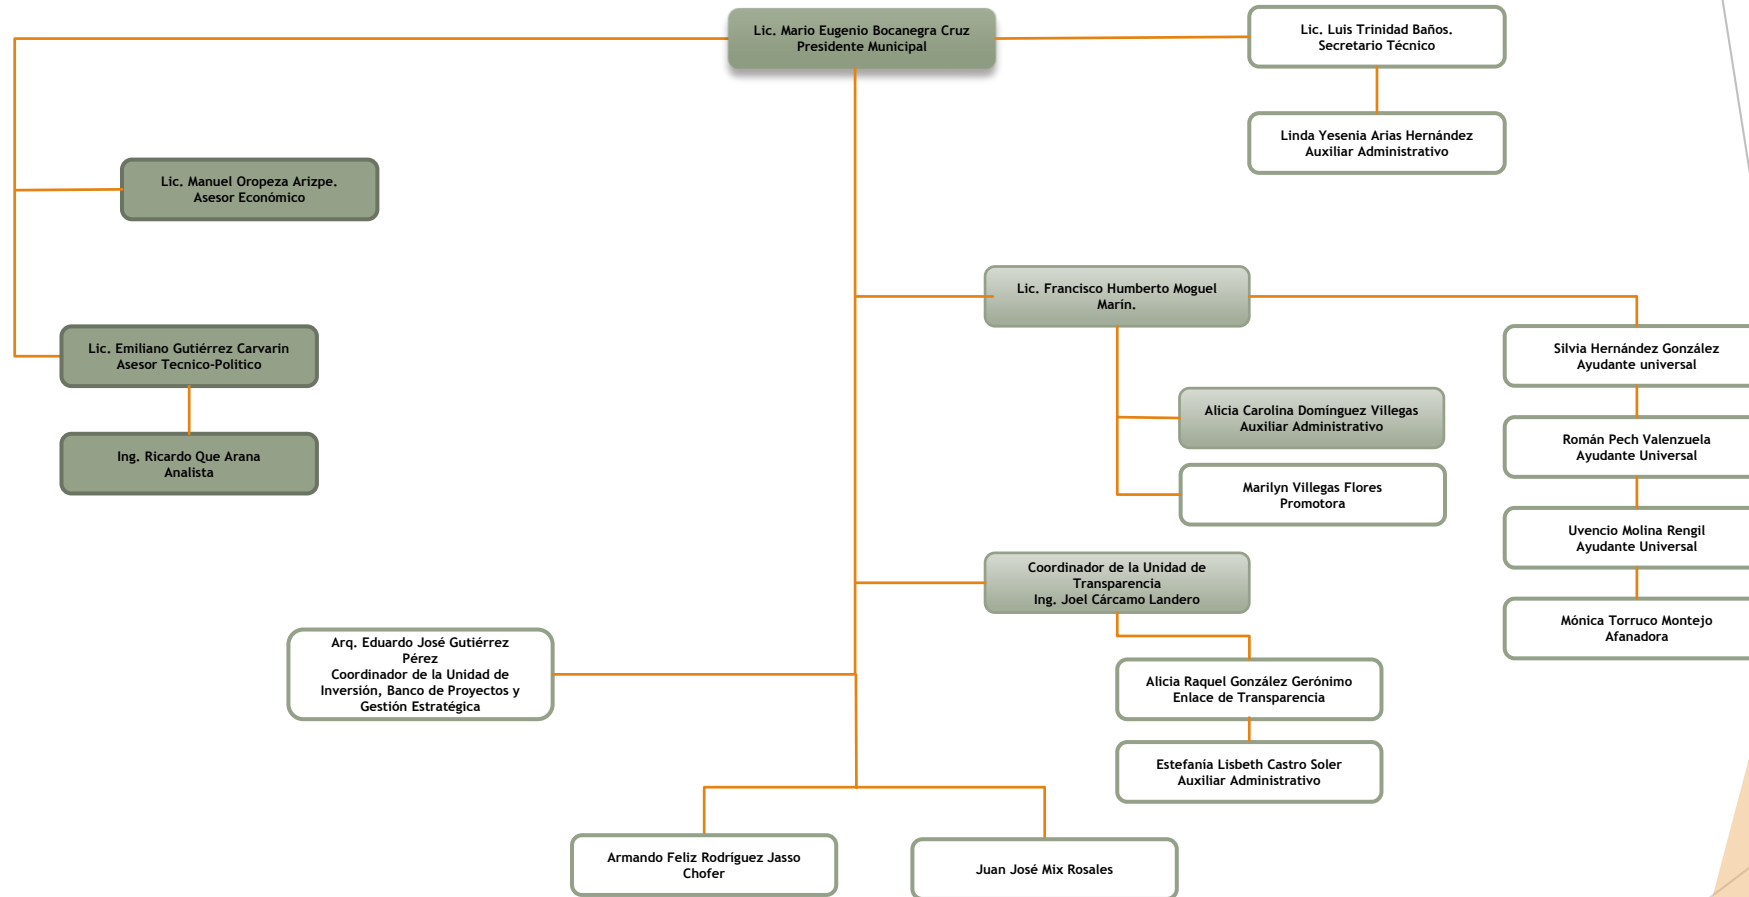 Lic. Mario Eugenio Bocanegra Cruz
Presidente Municipal
Lic. Luis Trinidad Baños.
Secretario Técnico
Linda Yesenia Arias Hernández
Auxiliar Administrativo
Lic. Manuel Oropeza Arizpe.
Asesor Económico
Lic. Francisco Humberto Moguel
Marín.
Lic. Emiliano Gutiérrez Carvarin
Asesor Tecnico-Politico
Silvia Hernández González
Ayudante universal
Alicia Carolina Domínguez Villegas
Auxiliar Administrativo
Ing. Ricardo Que Arana
Analista
Román Pech Valenzuela
Ayudante Universal
Marilyn Villegas Flores
Promotora
Uvencio Molina Rengil
Ayudante Universal
Coordinador de la Unidad de
Transparencia
Ing. Joel Cárcamo Landero
Mónica Torruco Montejo
Afanadora
Arq. Eduardo José Gutiérrez
Pérez
Coordinador de la Unidad de
Inversión, Banco de Proyectos y
Gestión Estratégica
Alicia Raquel González Gerónimo
Enlace de Transparencia
Estefanía Lisbeth Castro Soler
Auxiliar Administrativo
Armando Feliz Rodríguez Jasso
Chofer
Juan José Mix Rosales